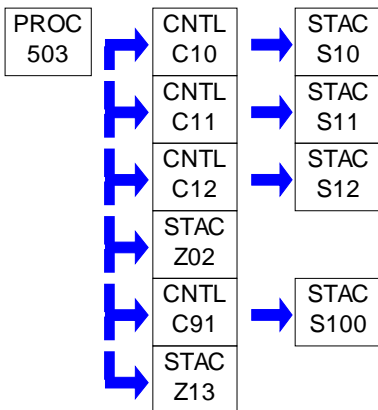 PROC
503
CNTL
C10
STAC
S10
CNTL
C11
STAC
S11
CNTL
C12
STAC
S12
STAC
Z02
CNTL
C91
STAC
S100
STAC
Z13